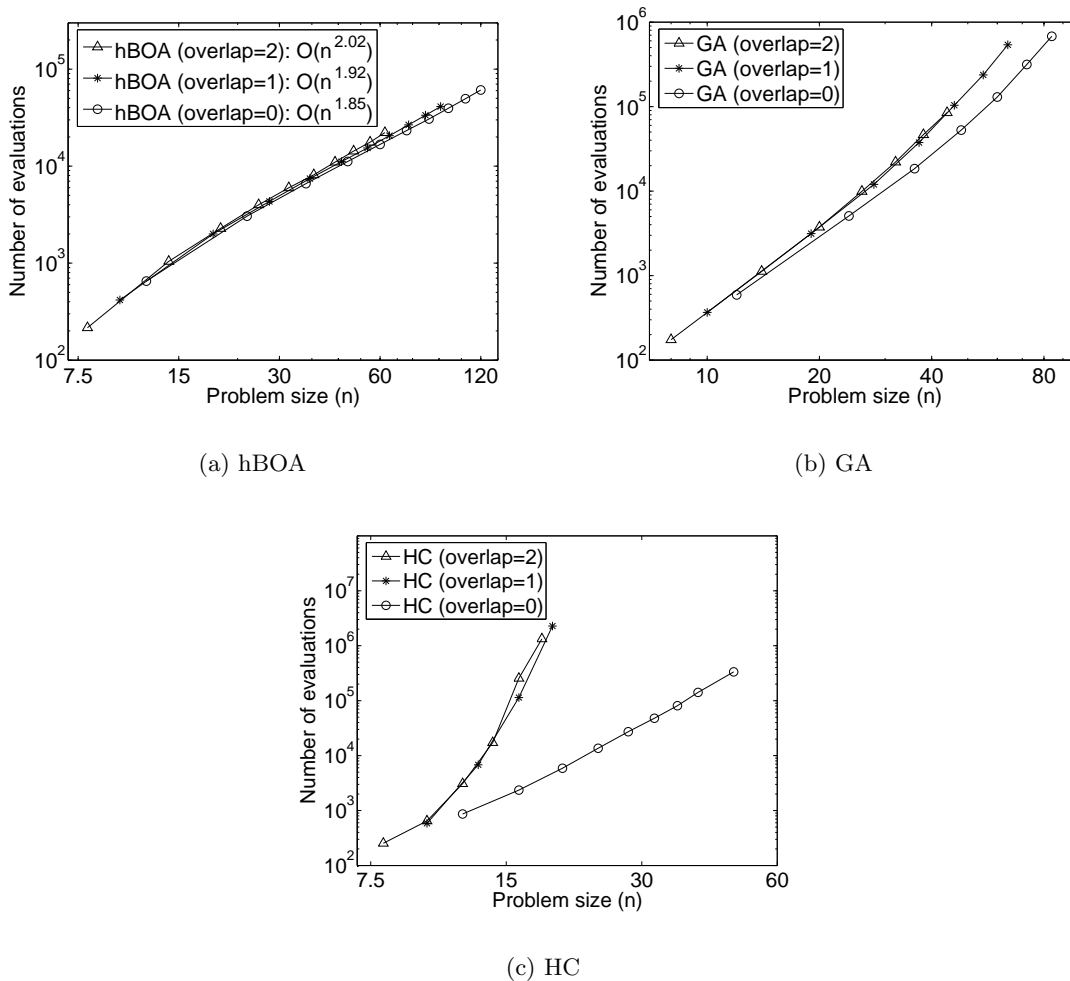 hBOA (overlap=2): O(n^2.02)
hBOA (overlap=1): O(n^1.92)
hBOA (overlap=0): O(n^1.85)
10^5
10^4
10^3
10^2
Number of evaluations
7.5 15 30 60 120
Problem size (n)
(a) hBOA
GA (overlap=2)
GA (overlap=1)
GA (overlap=0)
10^6
10^5
10^4
10^3
10^2
Number of evaluations
10 20 40 80
Problem size (n)
(b) GA
HC (overlap=2)
HC (overlap=1)
HC (overlap=0)
10^7
10^6
10^5
10^4
10^3
10^2
Number of evaluations
7.5 15 30 60
Problem size (n)
(c) HC